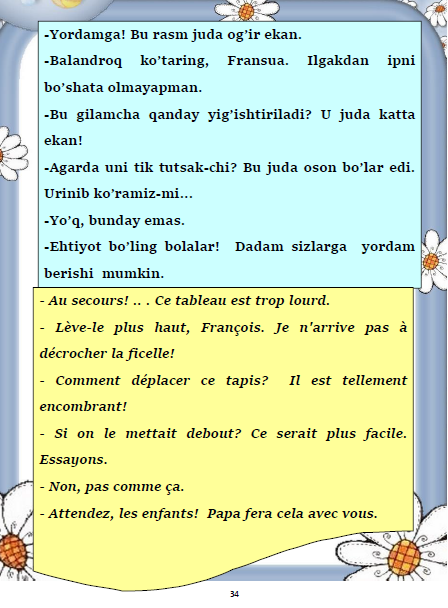 -Yordamga! Bu rasm juda og’ir ekan.
-Balandroq ko’taring, Fransua. Ilgakdan ipni
bo’shata olmayapman.
-Bu gilamcha qanday yig’ishtiriladi? U juda katta
ekan!
-Agarda uni tik tutsak-chi? Bu juda oson bo’lar edi.
Urinib ko’ramiz-mi...
-Yo’q, bunday emas.
-Ehtiyot bo’ling bolalar! Dadam sizlarga yordam
berishi mumkin.
- Au secours! .. . Ce tableau est trop lourd.
- Lève-le plus haut, François. Je n'arrive pas à
décrocher la ficelle!
- Comment déplacer ce tapis? Il est tellement
encombrant!
- Si on le mettait debout? Ce serait plus facile.
Essayons.
- Non, pas comme ça.
- Attendez, les enfants! Papa fera cela avec vous.
34